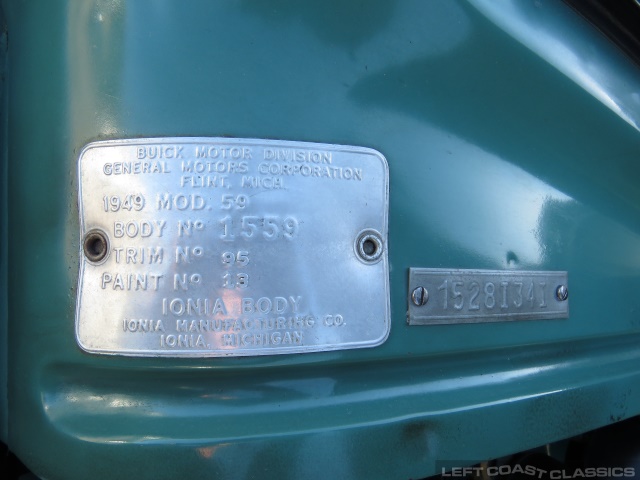 BUICK MOTOR DIVISION
GENERAL MOTORS CORPORATION
FLINT, MICH.
1949 MOD. 59
BODY Nº 1559
TRIM Nº 95
PAINT Nº 13
IONIA BODY
IONIA MANUFACTURING CO.
IONIA, MICHIGAN
1528I34I
LEFT COAST CLASSICS